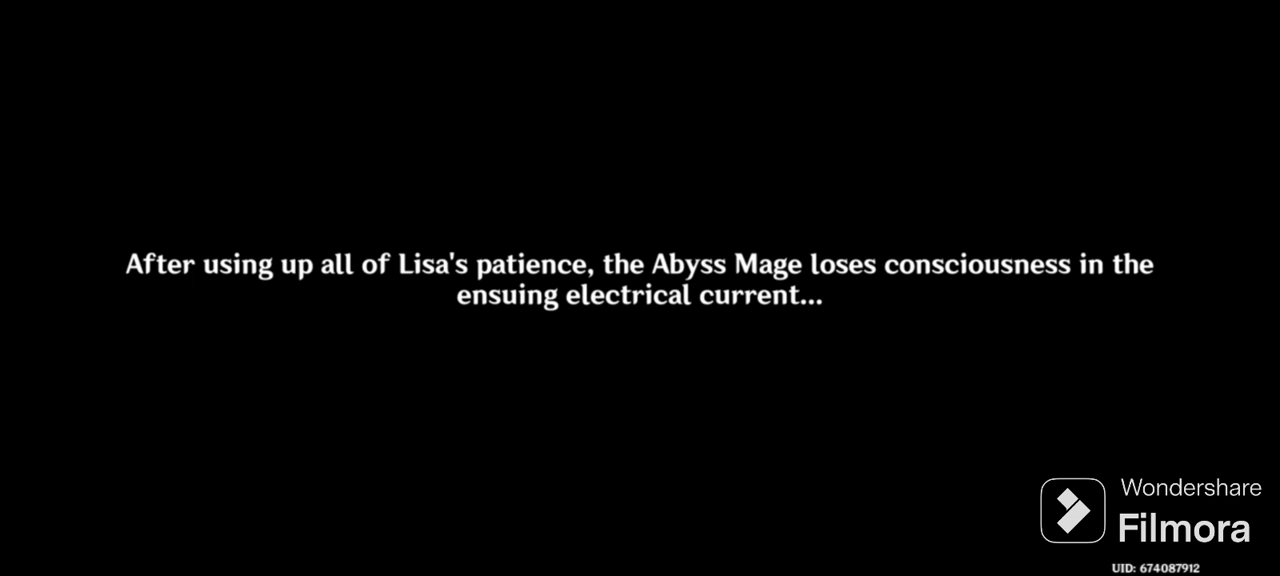 After using up all of Lisa's patience, the Abyss Mage loses consciousness in the
ensuing electrical current...
Wondershare
Filmora
UID: 674087912